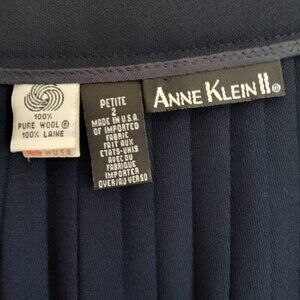 100%
PURE WOOL ®
100% LAINE
Made in U.S.A.
PETITE
2
MADE IN U.S.A.
OF IMPORTED
FABRIC
FAIT AUX
ETATS-UNIS
AVEC DU
FABRIQUE
IMPORTER
OVER/AU VERSO
ANNE KLEIN II®